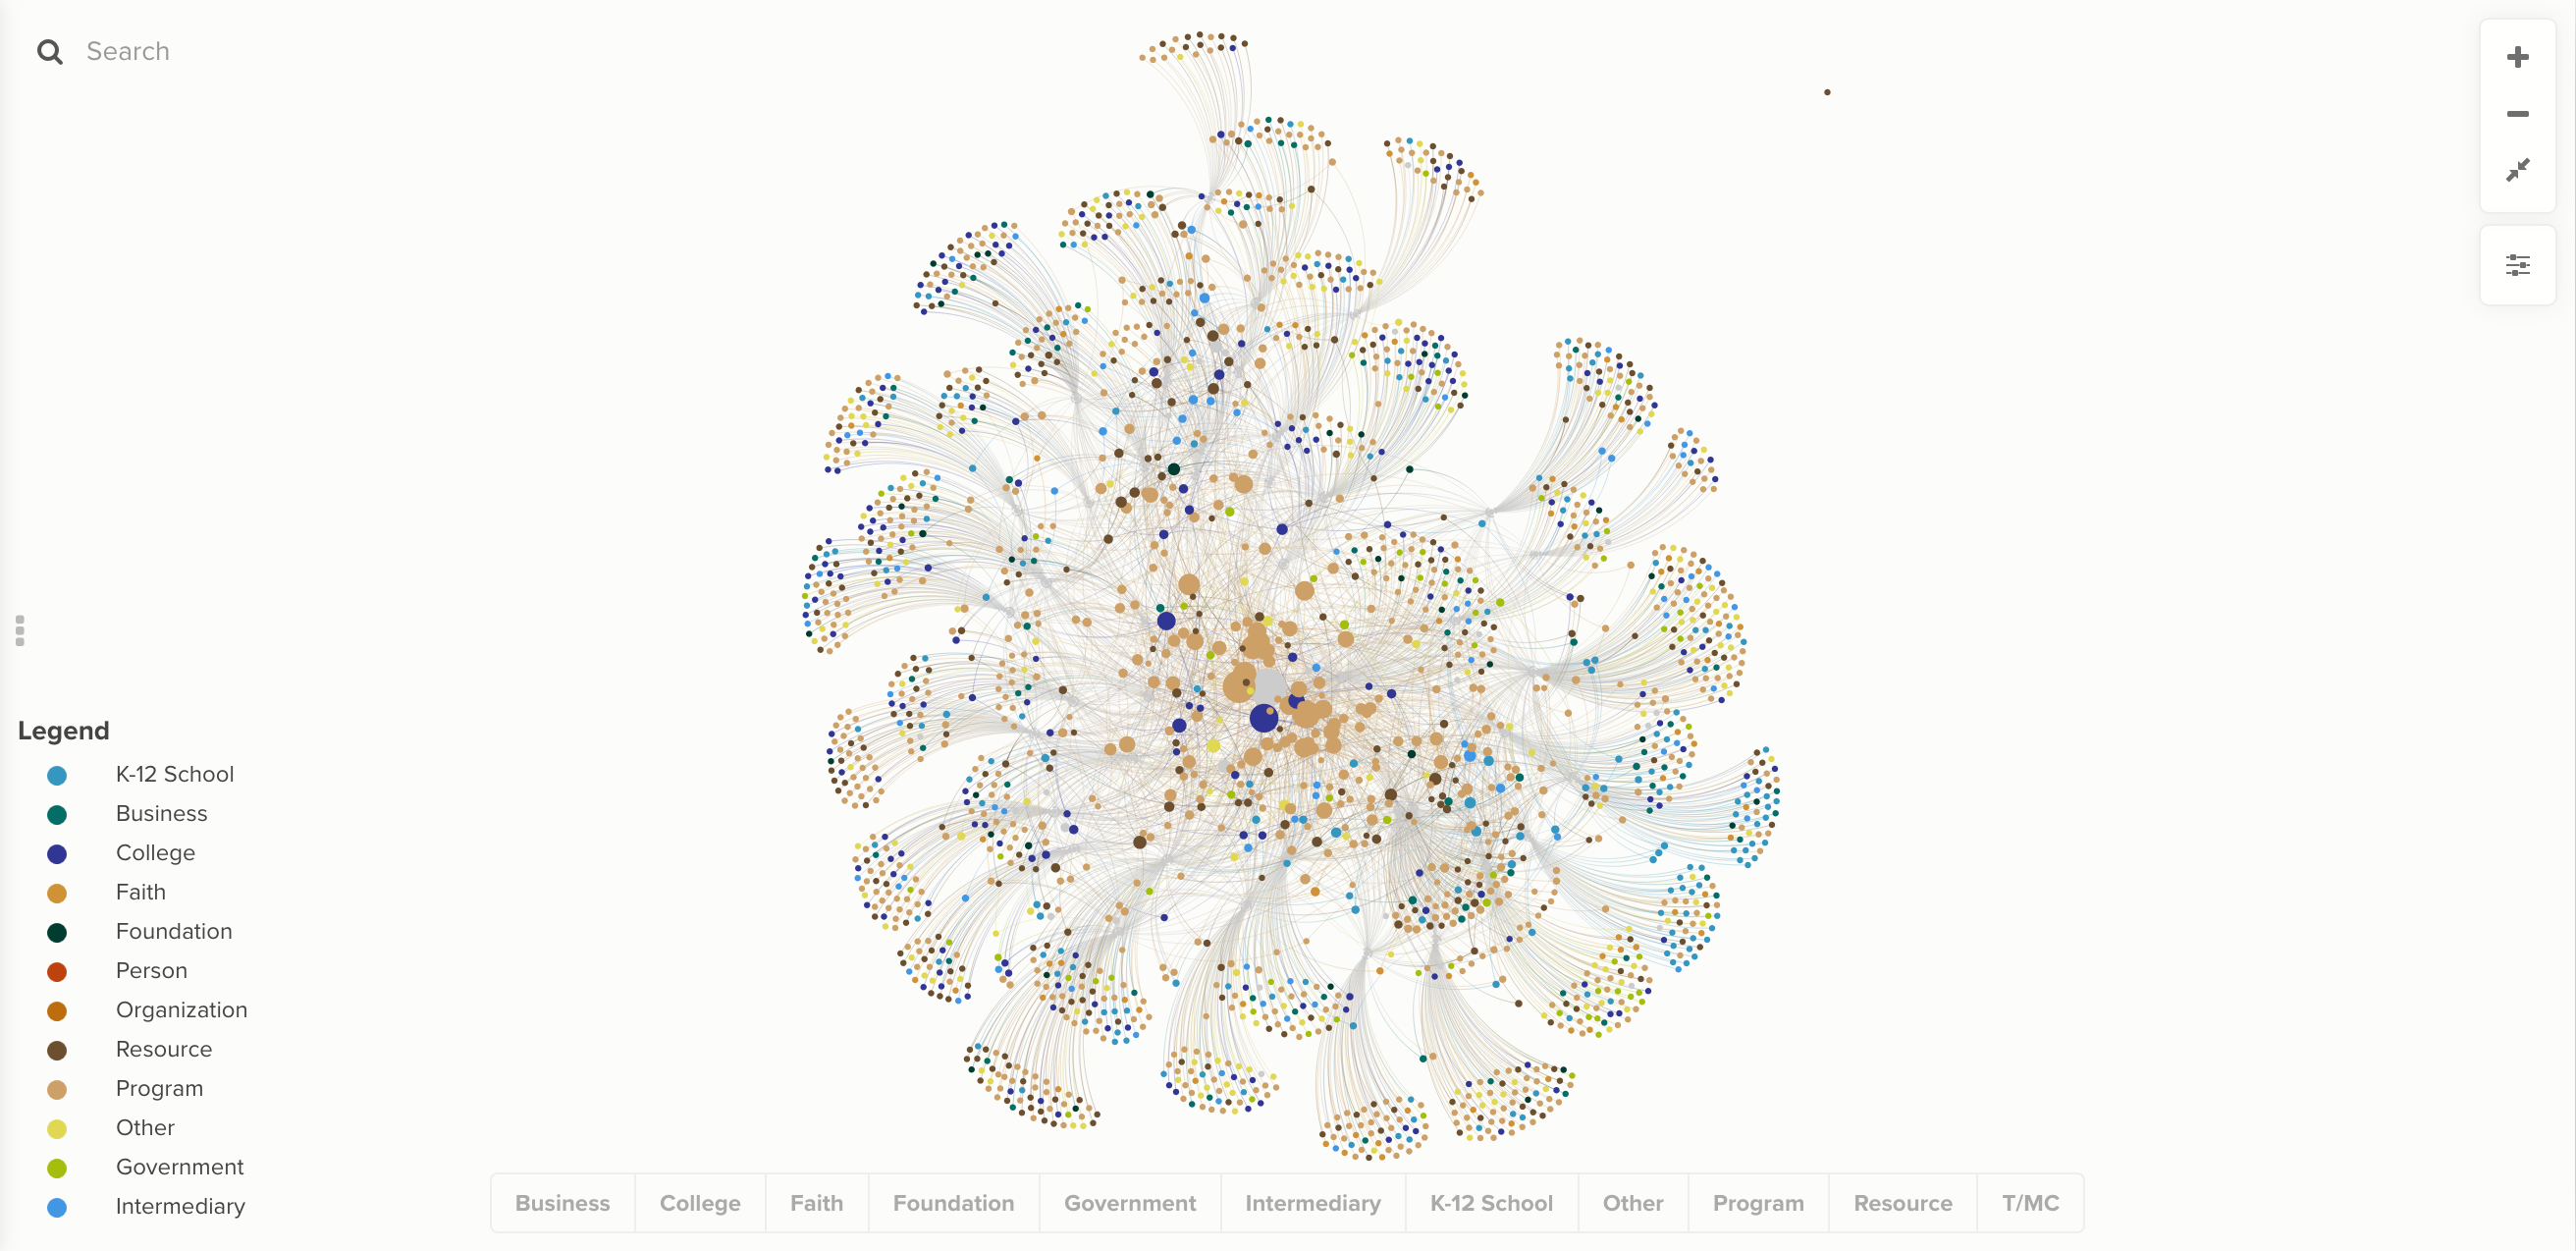 Search
Legend
K-12 School
Business
College
Faith
Foundation
Person
Organization
Resource
Program
Other
Government
Intermediary
Business College Faith Foundation Government Intermediary K-12 School Other Program Resource T/MC